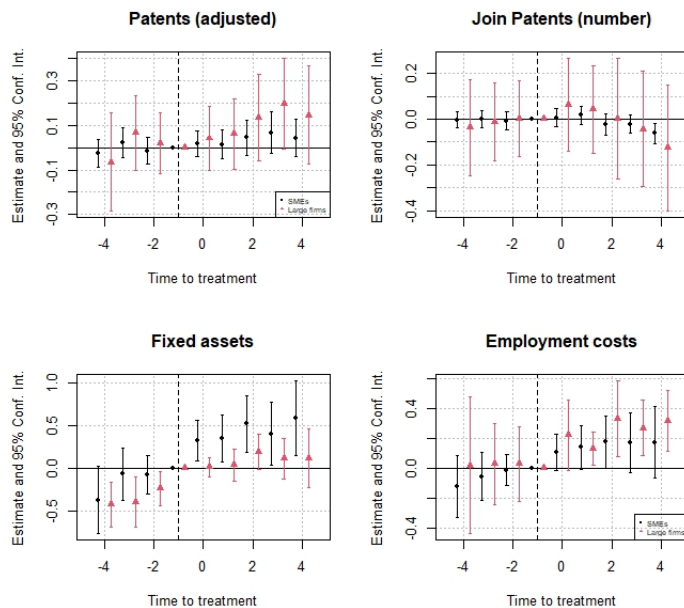 Patents (adjusted)
Estimate and 95% Conf. Int.
0.3
0.1
-0.1
-0.3
SMEs
Large firms
-4 -2 0 2 4
Time to treatment
Join Patents (number)
Estimate and 95% Conf. Int.
0.2
0.0
-0.2
-0.4
-4 -2 0 2 4
Time to treatment
Fixed assets
Estimate and 95% Conf. Int.
1.0
0.5
0.0
-0.5
-4 -2 0 2 4
Time to treatment
Employment costs
Estimate and 95% Conf. Int.
0.4
0.0
-0.4
SMEs
Large firms
-4 -2 0 2 4
Time to treatment